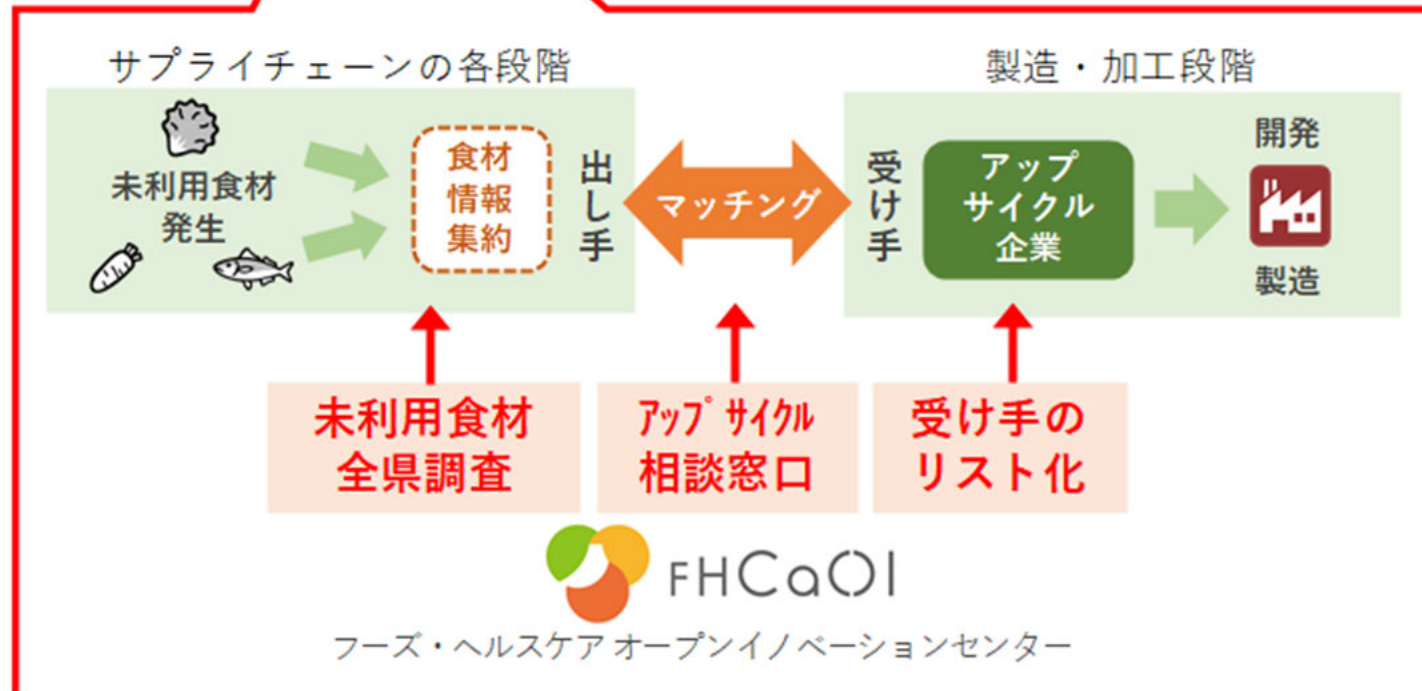 サプライチェーンの各段階
未利用食材
発生
食材
情報
集約
出し手
マッチング
製造・加工段階
受け手
アップ
サイクル
企業
開発
製造
未利用食材
全県調査
ｱｯﾌﾟｻｲｸﾙ
相談窓口
受け手の
リスト化
FHCaOI
フーズ・ヘルスケア オープンイノベーションセンター